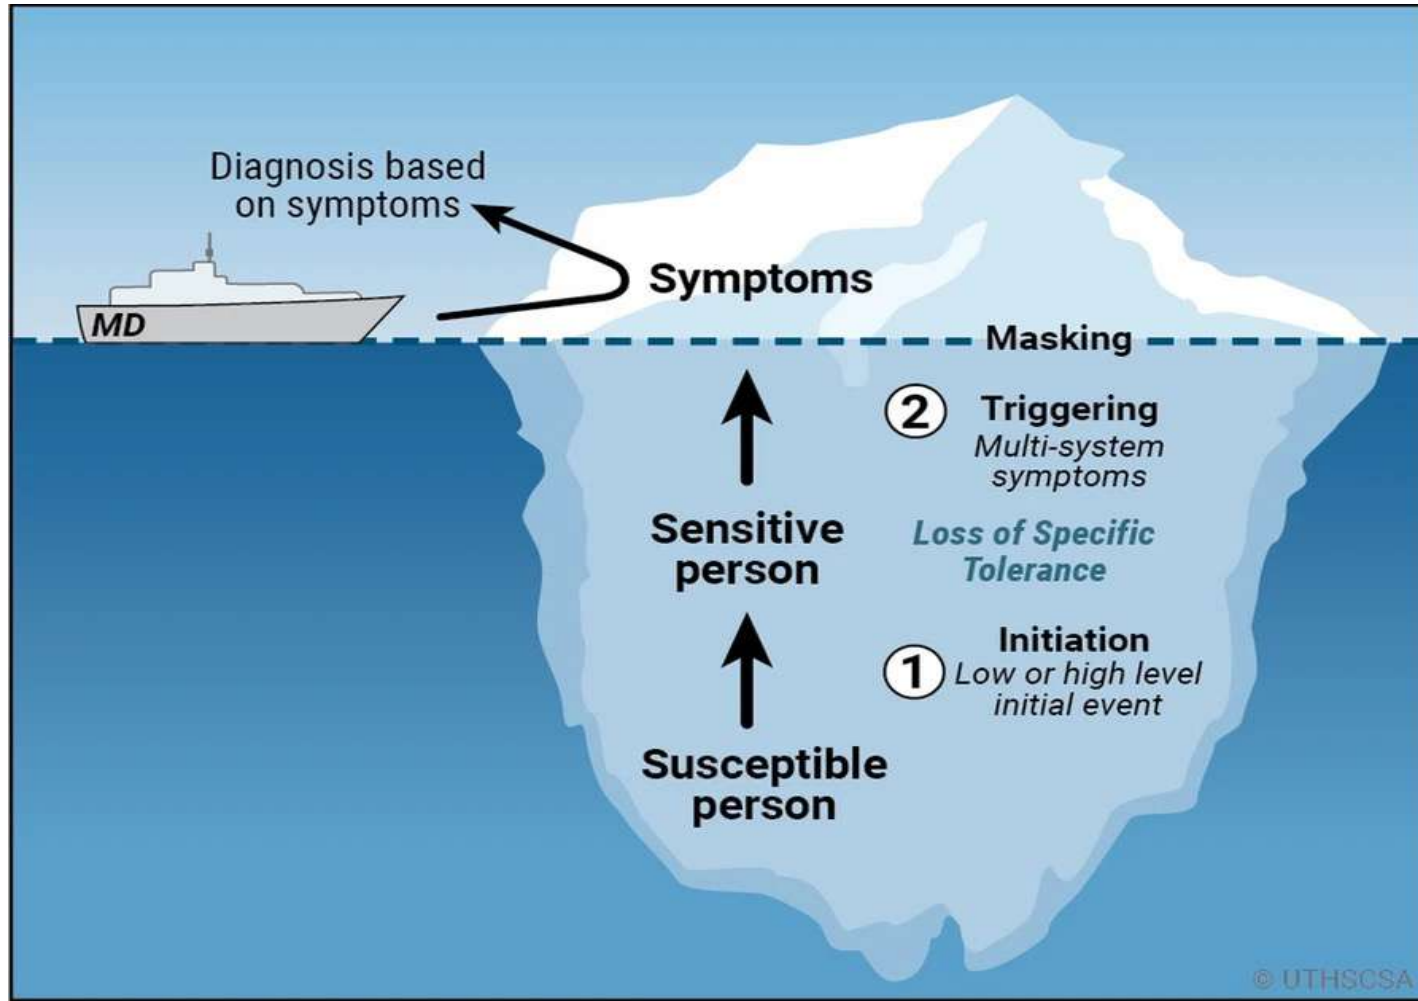 Diagnosis based
on symptoms
MD
Symptoms
Masking
2
Triggering
Multi-system
symptoms
Sensitive
person
Loss of Specific
Tolerance
1
Initiation
Low or high level
initial event
Susceptible
person
© UTHSCSA